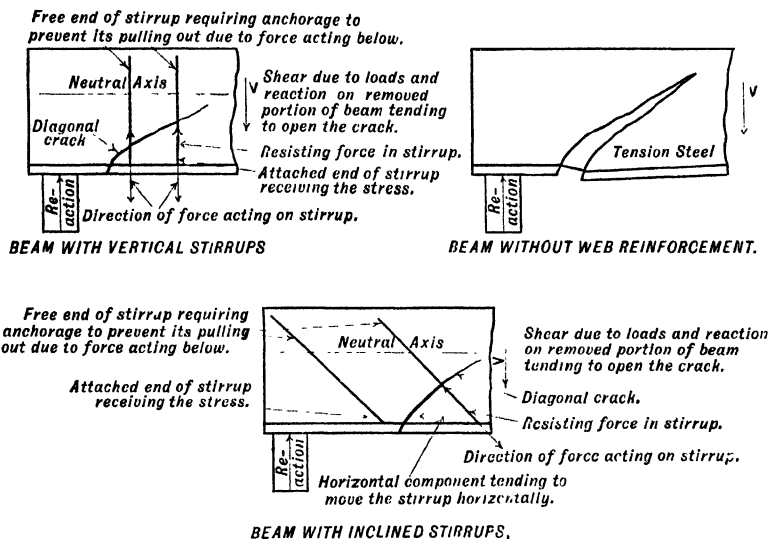 Free end of stirrup requiring anchorage to
prevent its pulling out due to force acting below.
Neutral Axis
Diagonal
crack
V
Shear due to loads and
reaction on removed
portion of beam tending
to open the crack.
Resisting force in stirrup.
Attached end of stirrup
receiving the stress.
Re-
action
Direction of force acting on stirrup.
BEAM WITH VERTICAL STIRRUPS
V
Tension Steel
Re-
action
BEAM WITHOUT WEB REINFORCEMENT.
Free end of stirrup requiring
anchorage to prevent its pulling
out due to force acting below.
Neutral Axis
Attached end of stirrup
receiving the stress.
V
Shear due to loads and reaction
on removed portion of beam
tending to open the crack.
Diagonal crack.
Resisting force in stirrup.
Direction of force acting on stirrup.
Re-
action
Horizontal component tending to
move the stirrup horizontally.
BEAM WITH INCLINED STIRRUPS,